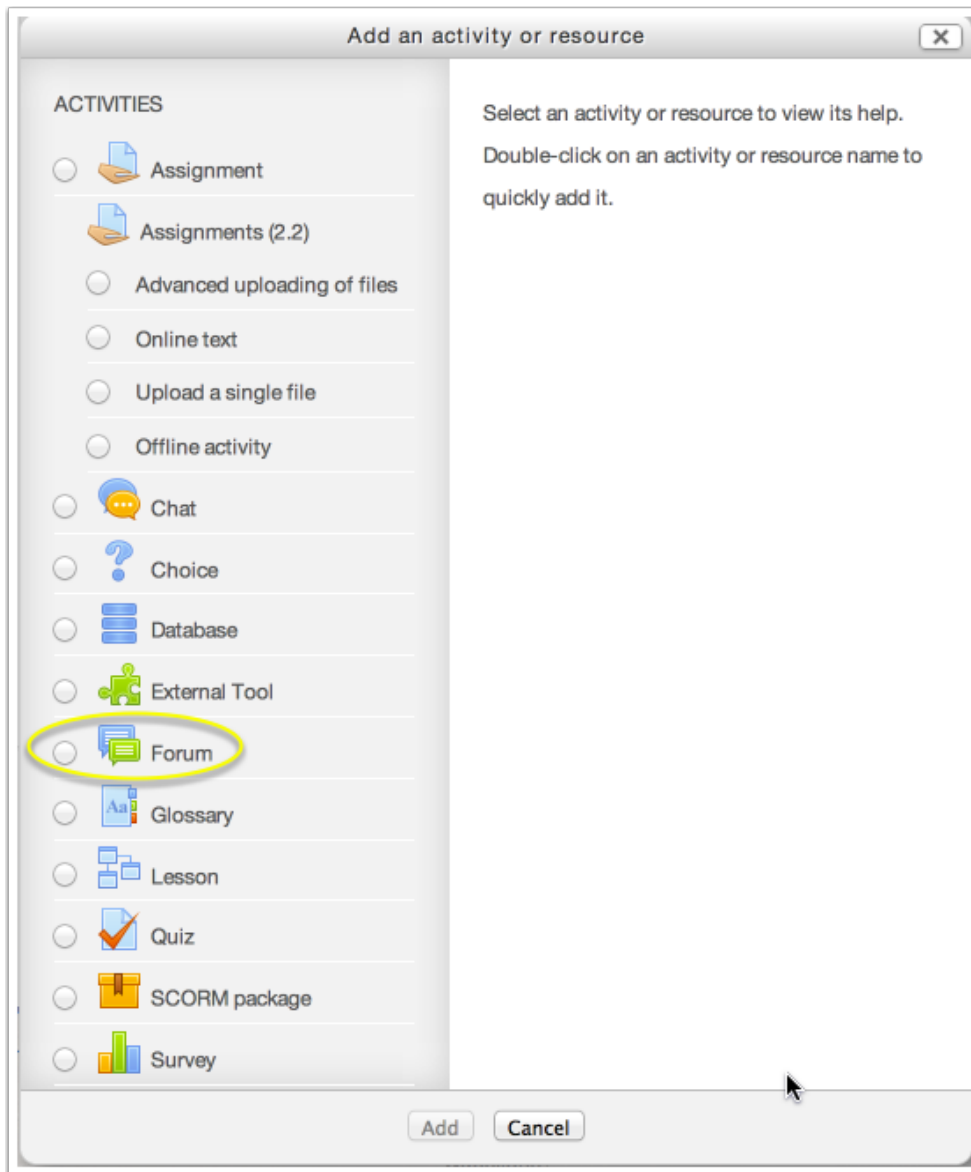 Add an activity or resource
ACTIVITIES
Assignment
Assignments (2.2)
Advanced uploading of files
Online text
Upload a single file
Offline activity
Chat
Choice
Database
External Tool
Forum
Aa
Glossary
Lesson
Quiz
SCORM package
Survey
Select an activity or resource to view its help.
Double-click on an activity or resource name to
quickly add it.
Add
Cancel